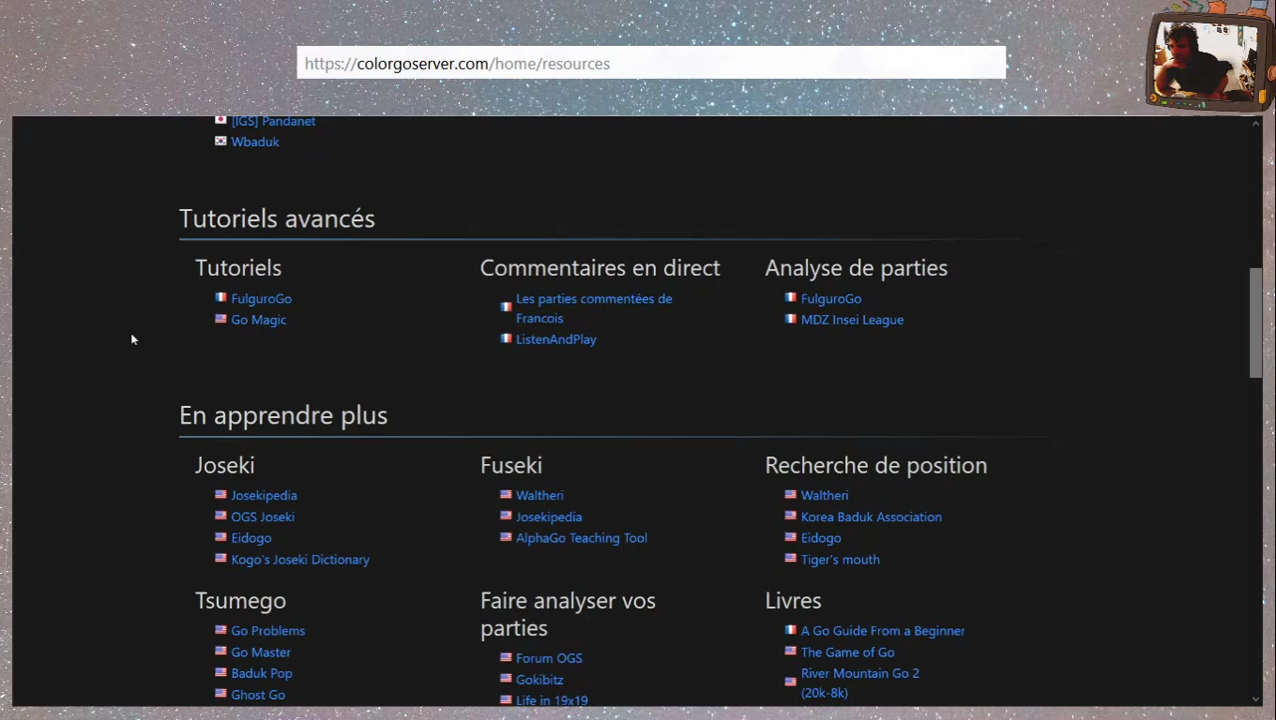 https://colorgoserver.com/home/resources
[IGS] Pandanet
Wbaduk
Tutoriels avancés
Tutoriels
FulguroGo
Go Magic
Commentaires en direct
Les parties commentées de
Francois
ListenAndPlay
Analyse de parties
FulguroGo
MDZ Insei League
En apprendre plus
Joseki
Josekipedia
OGS Joseki
Eidogo
Kogo's Joseki Dictionary
Fuseki
Waltheri
Josekipedia
AlphaGo Teaching Tool
Recherche de position
Waltheri
Korea Baduk Association
Eidogo
Tiger's mouth
Tsumego
Go Problems
Go Master
Baduk Pop
Ghost Go
Faire analyser vos
parties
Forum OGS
Gokibitz
Life in 19x19
Livres
A Go Guide From a Beginner
The Game of Go
River Mountain Go 2
(20k-8k)